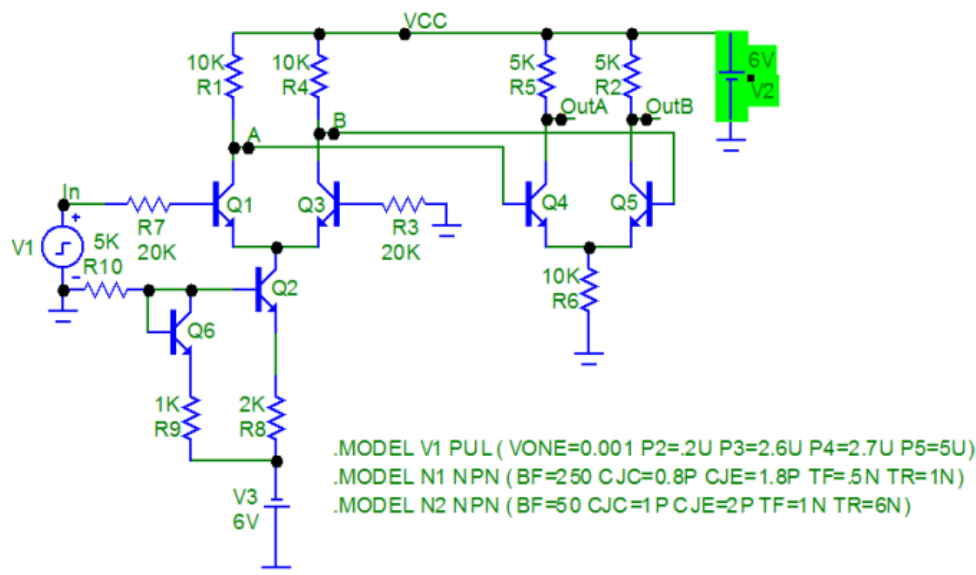 VCC
10K
R1
10K
R4
5K
R5
5K
R2
6V
V2
OutA
OutB
A
B
In
Q1
Q3
Q4
Q5
R7
20K
R3
20K
V1
5K
R10
Q2
Q6
10K
R6
1K
R9
2K
R8
V3
6V
.MODEL V1 PUL ( VONE=0.001 P2=.2U P3=2.6U P4=2.7U P5=5U)
.MODEL N1 NPN ( BF=250 CJC=0.8P CJE=1.8P TF=.5N TR=1N)
.MODEL N2 NPN ( BF=50 CJC=1P CJE=2P TF=1N TR=6N)